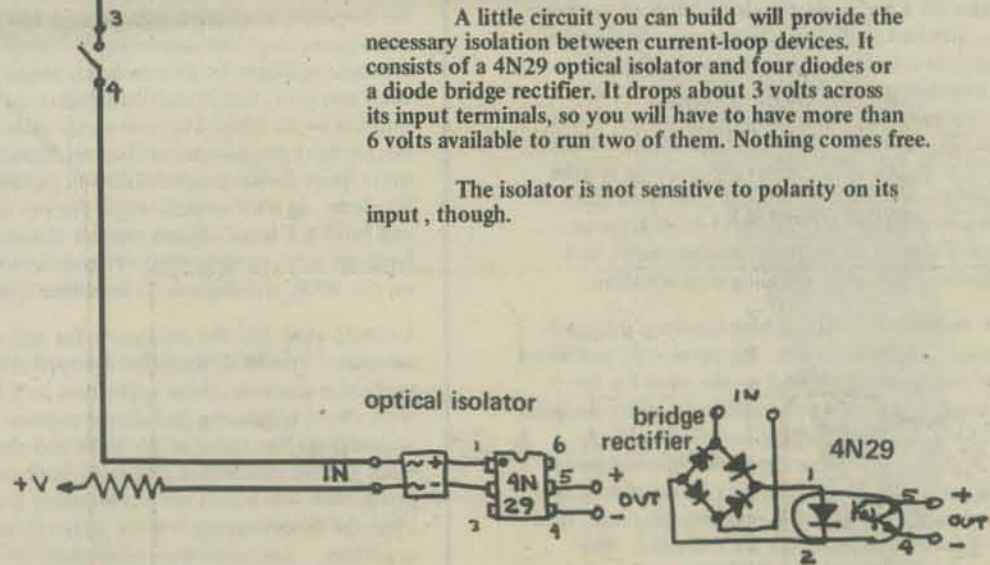 3
4
A little circuit you can build will provide the
necessary isolation between current-loop devices. It
consists of a 4N29 optical isolator and four diodes or
a diode bridge rectifier. It drops about 3 volts across
its input terminals, so you will have to have more than
6 volts available to run two of them. Nothing comes free.
The isolator is not sensitive to polarity on its
input , though.
optical isolator
+V
IN
~ +
~ -
1
3
4N
29
6
5
4
+
OUT
-
bridge
rectifier
IN
4N29
1
2
5
4
+
OUT
-